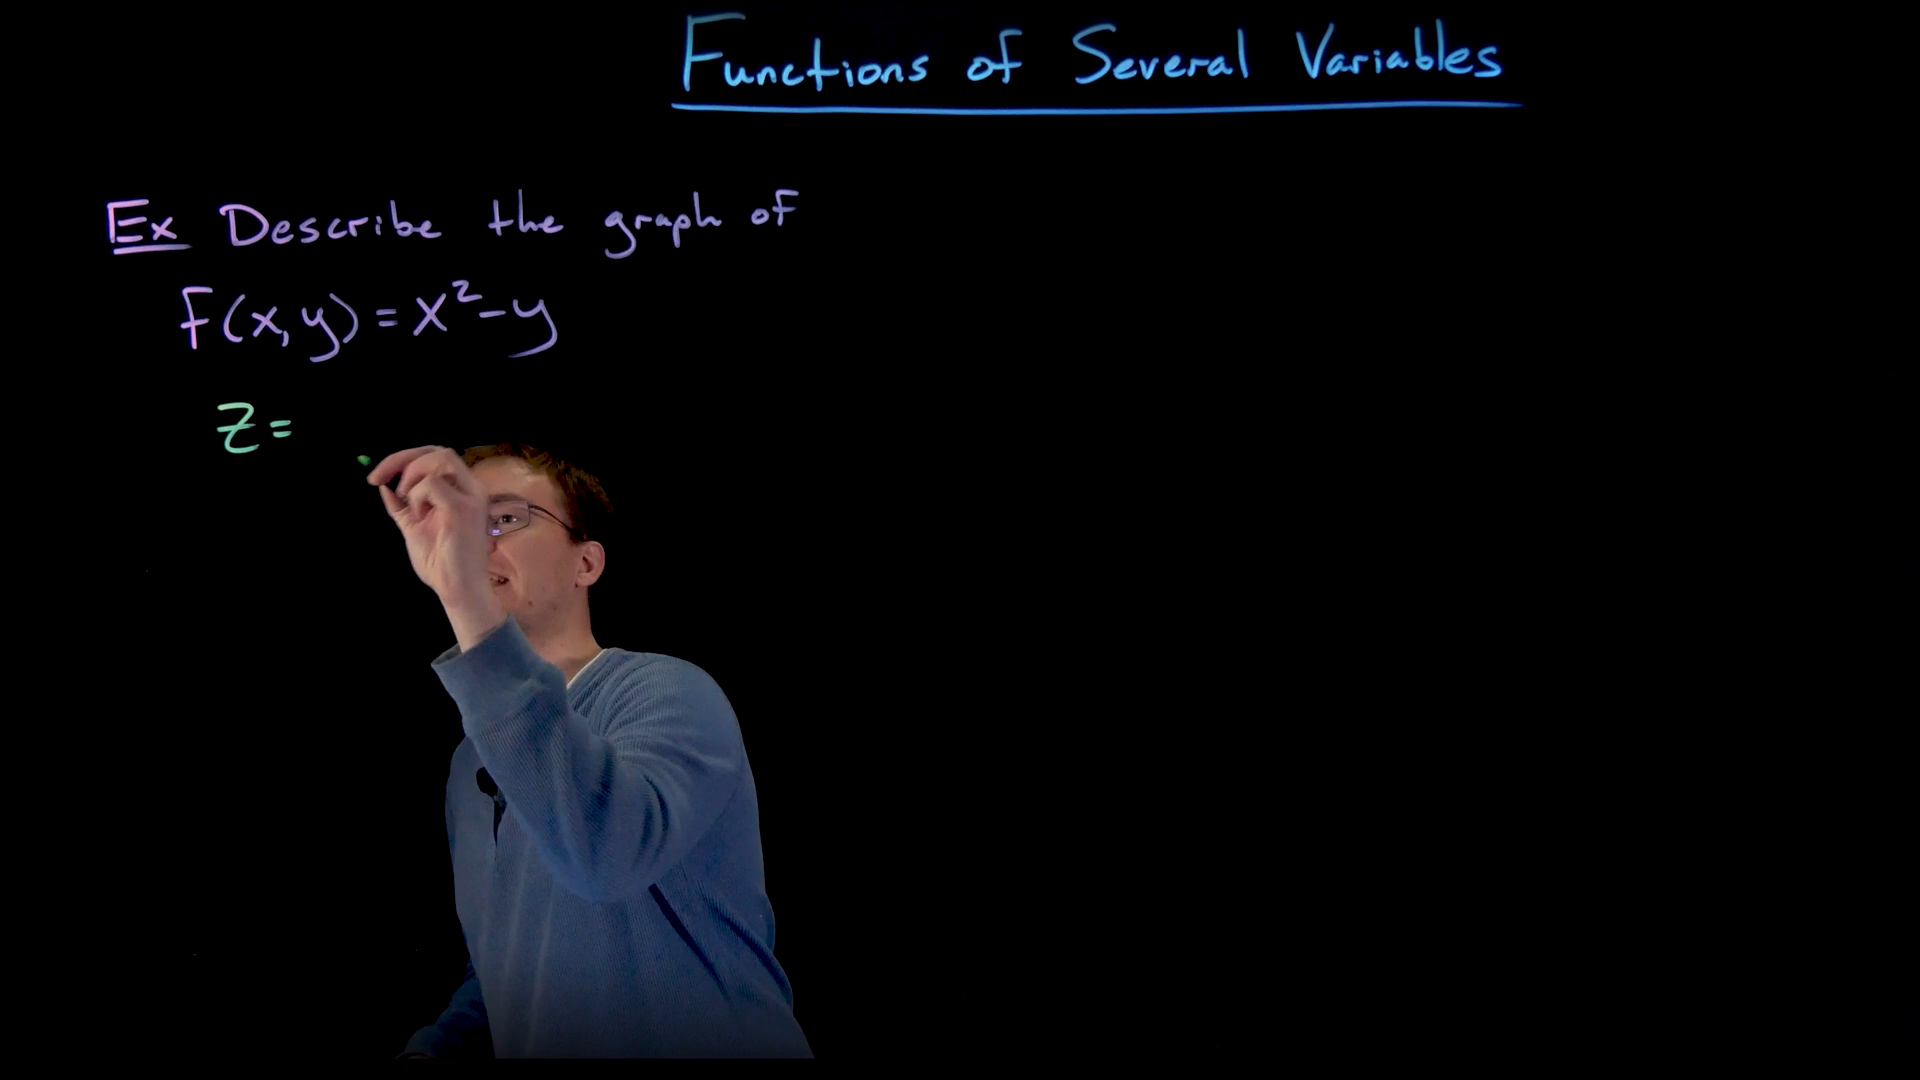 Functions of Several Variables
Ex Describe the graph of
f(x,y)=x²-y
z=